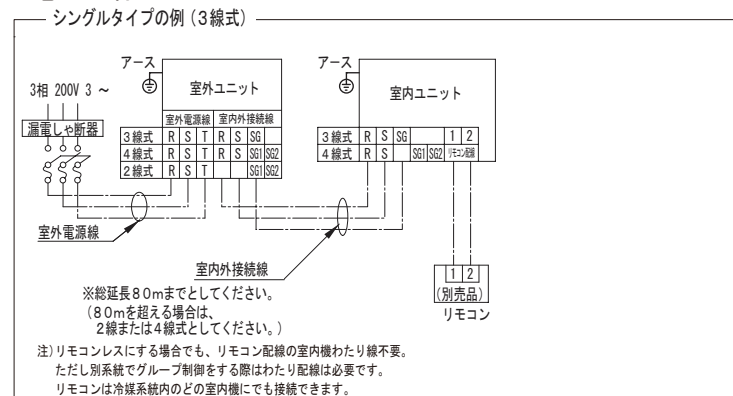 シングルタイプの例（3線式）
アース
アース
3相 200V 3 ～
室外ユニット
室内ユニット
漏電しゃ断器
室外電源線 室内外接続線
3線式 R S T R S SG
4線式 R S T R S SG1 SG2
2線式 R S T SG1 SG2
3線式 R S SG 1 2
4線式 R S SG1 SG2 リモコン配線
室外電源線
室内外接続線
1 2
(別売品)
リモコン
※総延長80mまでとしてください。
(80mを超える場合は、
2線または4線式としてください。)
注)リモコンレスにする場合でも、リモコン配線の室内機わたり線不要。
ただし別系統でグループ制御をする際はわたり配線は必要です。
リモコンは冷媒系統内のどの室内機にでも接続できます。